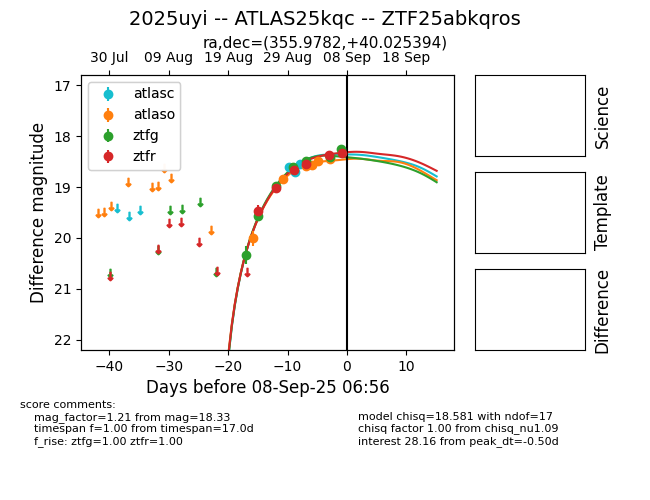 2025uyi -- ATLAS25kqc -- ZTF25abkqros
ra,dec=(355.9782,+40.025394)
30 Jul 09 Aug 19 Aug 29 Aug 08 Sep 18 Sep
atlasc
atlaso
ztfg
ztfr
17
18
19
20
21
22
Difference magnitude
−40 −30 −20 −10 0 10
Days before 08-Sep-25 06:56
Science
Template
Difference
score comments:
mag_factor=1.21 from mag=18.33
timespan f=1.00 from timespan=17.0d
f_rise: ztfg=1.00 ztfr=1.00
model chisq=18.581 with ndof=17
chisq factor 1.00 from chisq_nu1.09
interest 28.16 from peak_dt=-0.50d